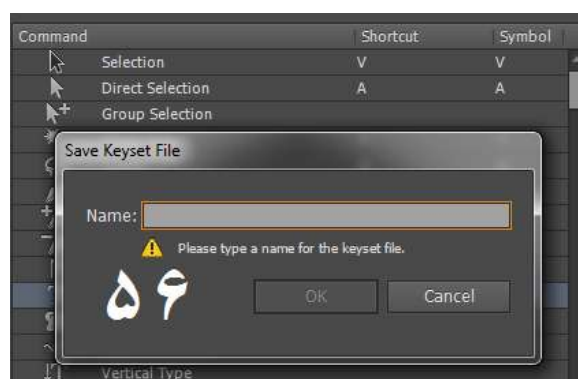 Command Shortcut Symbol
Selection V V
Direct Selection A A
Group Selection
Save Keyset File
Name:
Please type a name for the keyset file.
۵۶
OK Cancel
Vertical Type